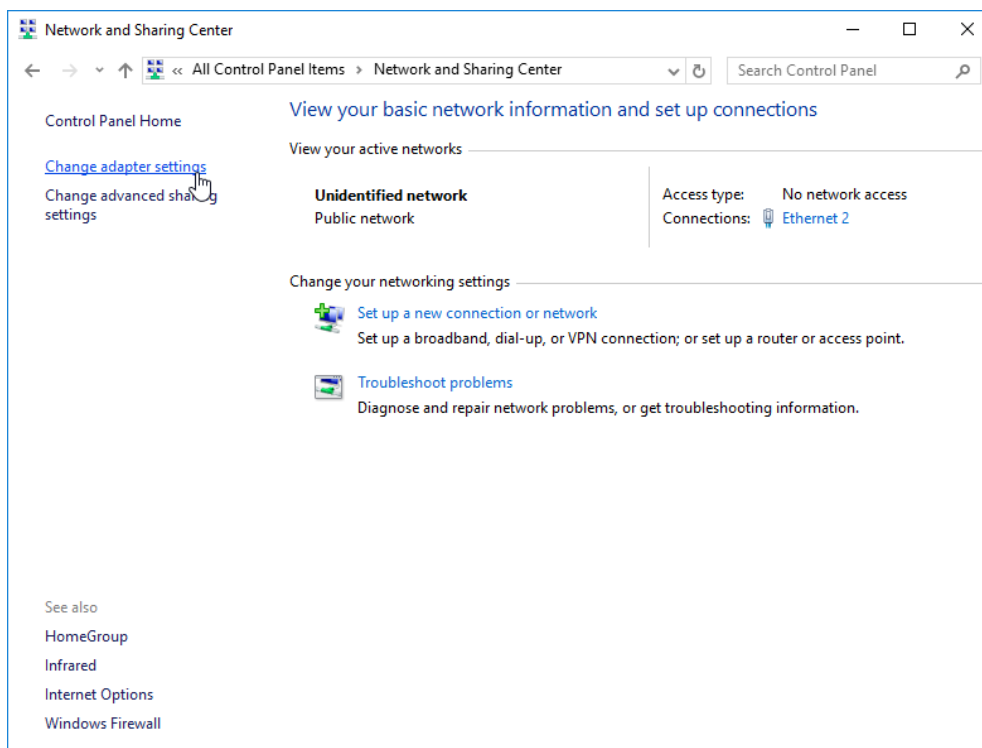 Network and Sharing Center
« All Control Panel Items > Network and Sharing Center
Search Control Panel
Control Panel Home
Change adapter settings
Change advanced sharing
settings
View your basic network information and set up connections
View your active networks
Unidentified network
Public network
Access type: No network access
Connections: Ethernet 2
Change your networking settings
Set up a new connection or network
Set up a broadband, dial-up, or VPN connection; or set up a router or access point.
Troubleshoot problems
Diagnose and repair network problems, or get troubleshooting information.
See also
HomeGroup
Infrared
Internet Options
Windows Firewall